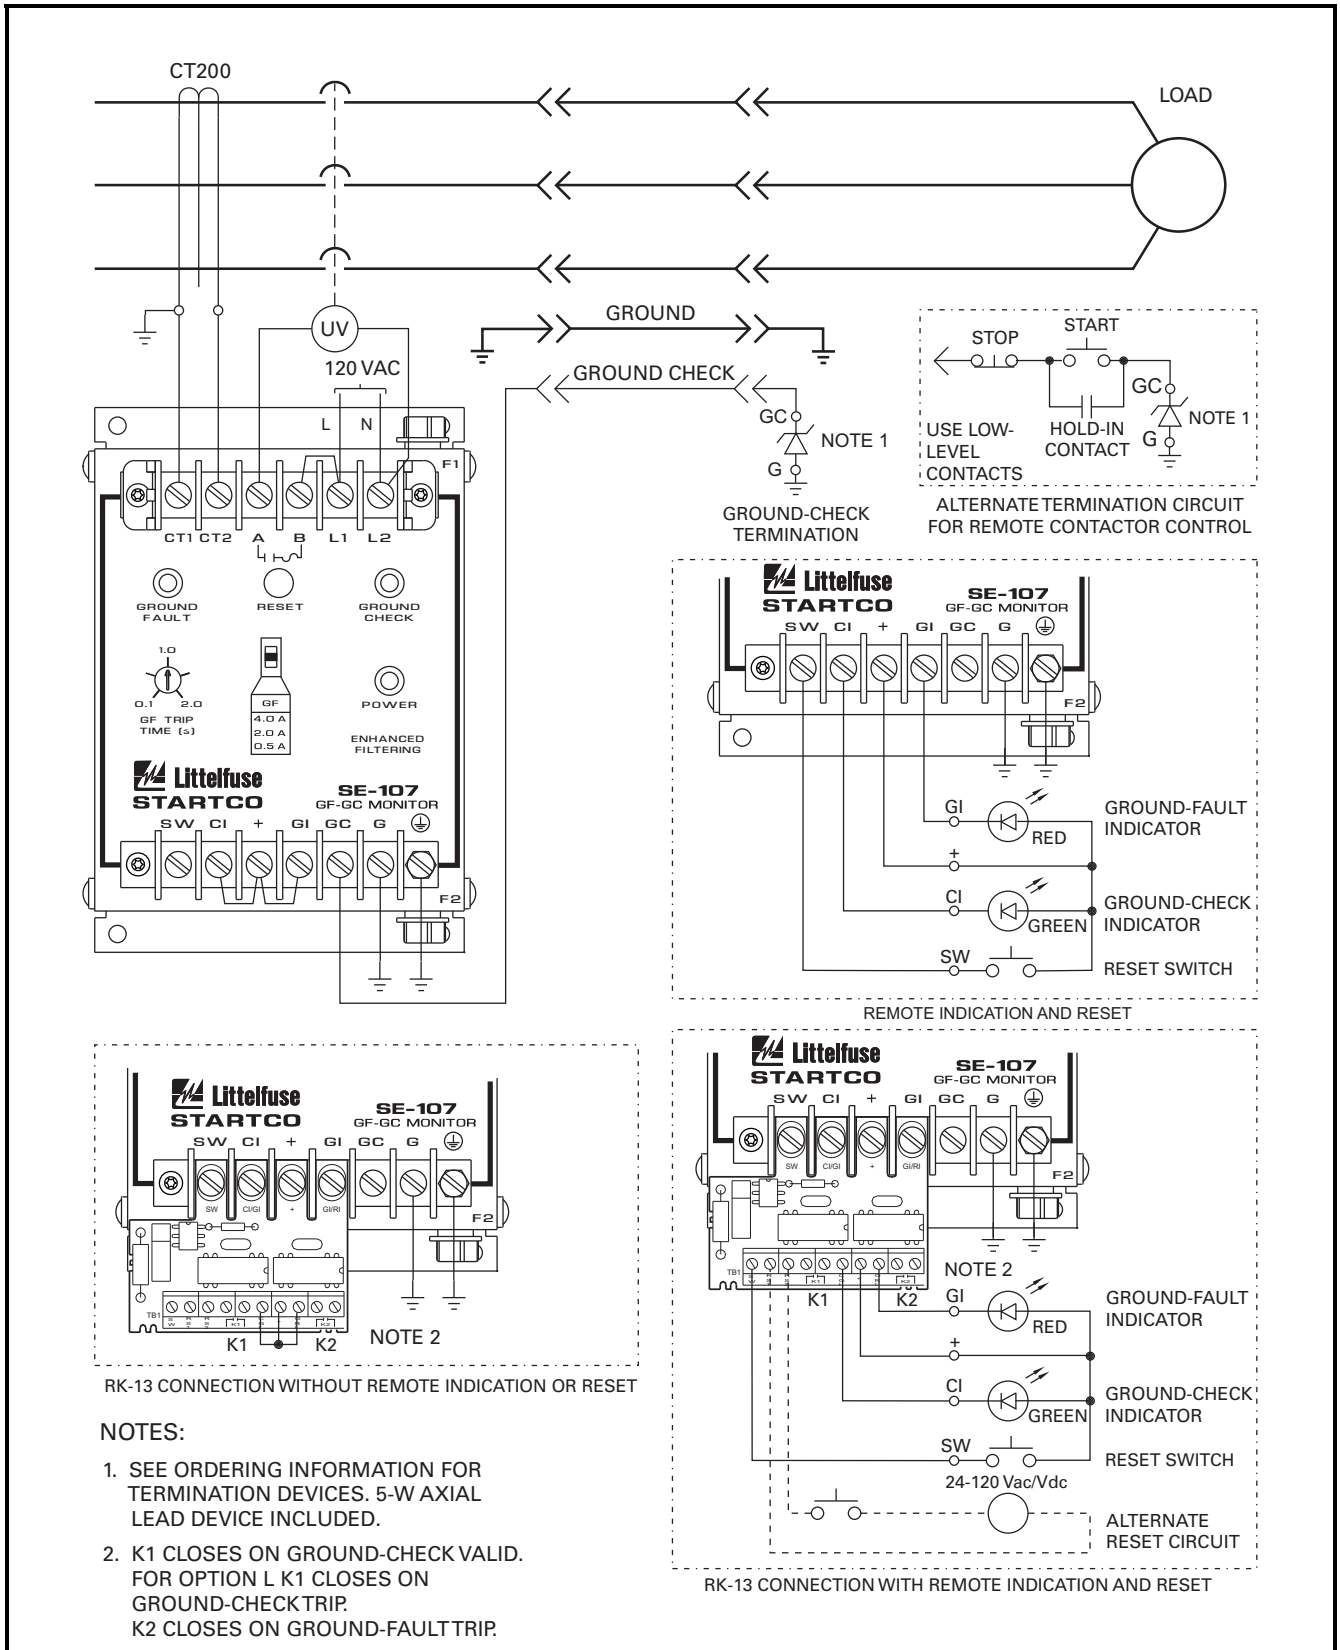 CT200
LOAD
UV
120 VAC
L N
GROUND
GROUND CHECK
GC
NOTE 1
G
GROUND-CHECK
TERMINATION
STOP
START
GC
NOTE 1
G
USE LOW-
LEVEL
CONTACTS
HOLD-IN
CONTACT
ALTERNATE TERMINATION CIRCUIT
FOR REMOTE CONTACTOR CONTROL
F1
CT1 CT2 A B L1 L2
GROUND
FAULT
RESET
GROUND
CHECK
1.0
0.1 2.0
GF TRIP
TIME (s)
GF
4.0 A
2.0 A
0.5 A
POWER
ENHANCED
FILTERING
Littelfuse
STARTCO
SE-107
GF-GC MONITOR
SW CI + GI GC G
F2
Littelfuse
STARTCO
SE-107
GF-GC MONITOR
SW CI + GI GC G
F2
GI
RED
GROUND-FAULT
INDICATOR
+
CI
GREEN
GROUND-CHECK
INDICATOR
SW
RESET SWITCH
REMOTE INDICATION AND RESET
Littelfuse
STARTCO
SE-107
GF-GC MONITOR
SW CI + GI GC G
SW CI/GI + GI/RI
F2
TB1
K1 K2
K1 K2
NOTE 2
RK-13 CONNECTION WITHOUT REMOTE INDICATION OR RESET
Littelfuse
STARTCO
SE-107
GF-GC MONITOR
SW CI + GI GC G
SW CI/GI + GI/RI
F2
TB1
K1 K2
K1 K2
NOTE 2
GI
RED
GROUND-FAULT
INDICATOR
+
CI
GREEN
GROUND-CHECK
INDICATOR
SW
RESET SWITCH
24-120 Vac/Vdc
ALTERNATE
RESET CIRCUIT
RK-13 CONNECTION WITH REMOTE INDICATION AND RESET
NOTES:
1. SEE ORDERING INFORMATION FOR
TERMINATION DEVICES. 5-W AXIAL
LEAD DEVICE INCLUDED.
2. K1 CLOSES ON GROUND-CHECK VALID.
FOR OPTION L K1 CLOSES ON
GROUND-CHECK TRIP.
K2 CLOSES ON GROUND-FAULT TRIP.